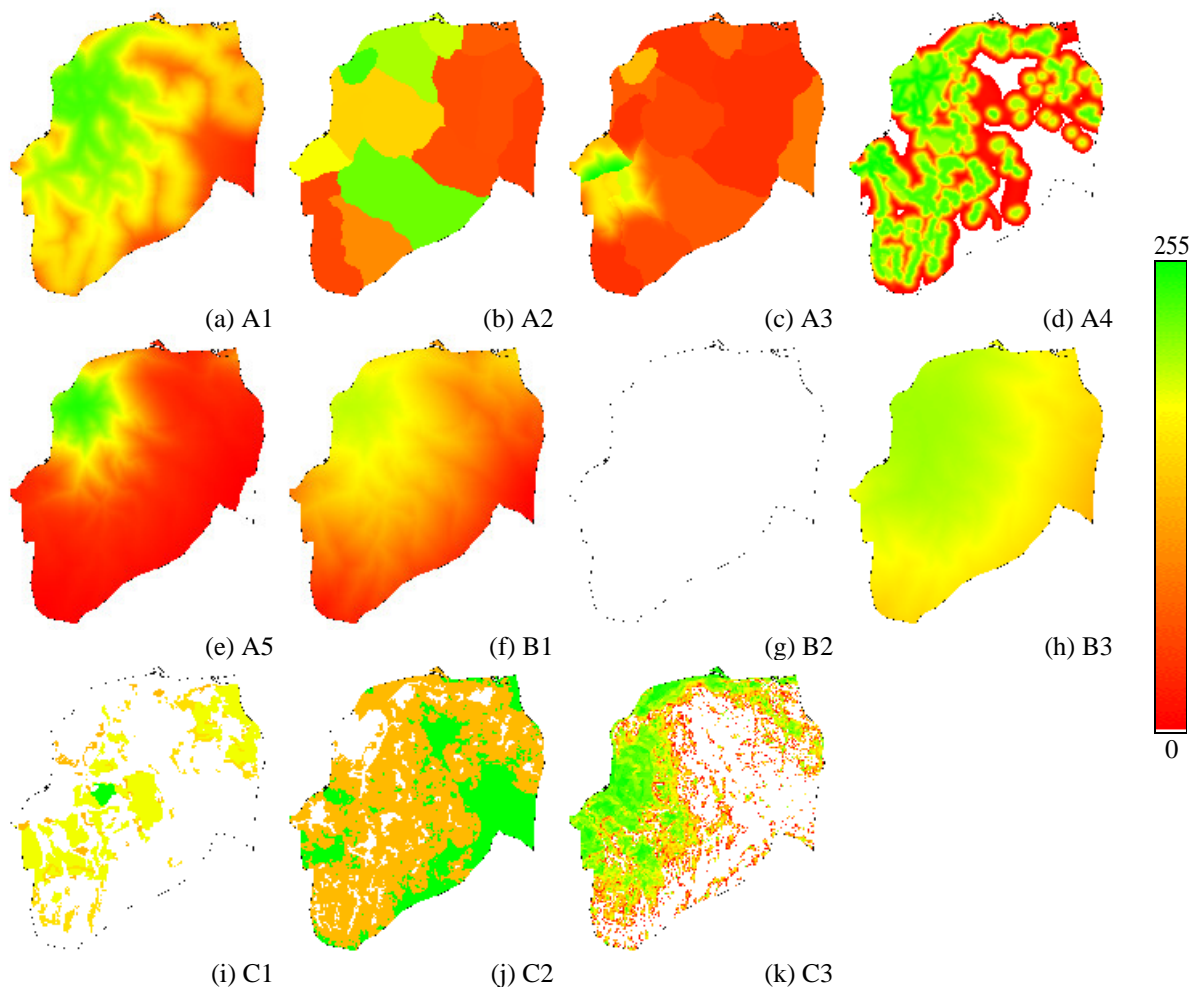 (a) A1
(b) A2
(c) A3
(d) A4
255
(e) A5
(f) B1
(g) B2
(h) B3
0
(i) C1
(j) C2
(k) C3